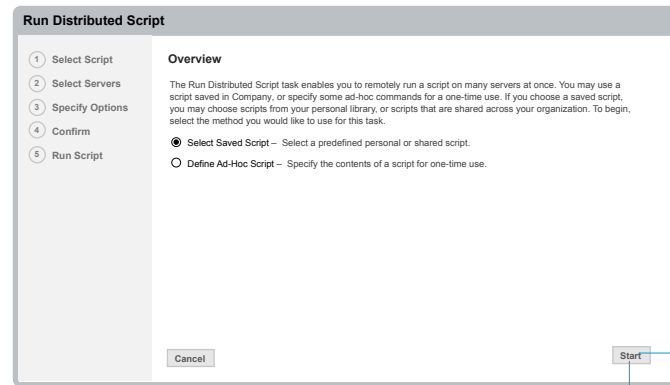 Run Distributed Script
1 Select Script
2 Select Servers
3 Specify Options
4 Confirm
5 Run Script
Overview
The Run Distributed Script task enables you to remotely run a script on many servers at once. You may use a
script saved in Company, or specify some ad-hoc commands for a one-time use. If you choose a saved script,
you may choose scripts from your personal library, or scripts that are shared across your organization. To begin,
select the method you would like to use for this task.
Select Saved Script – Select a predefined personal or shared script.
Define Ad-Hoc Script – Specify the contents of a script for one-time use.
Cancel
Start